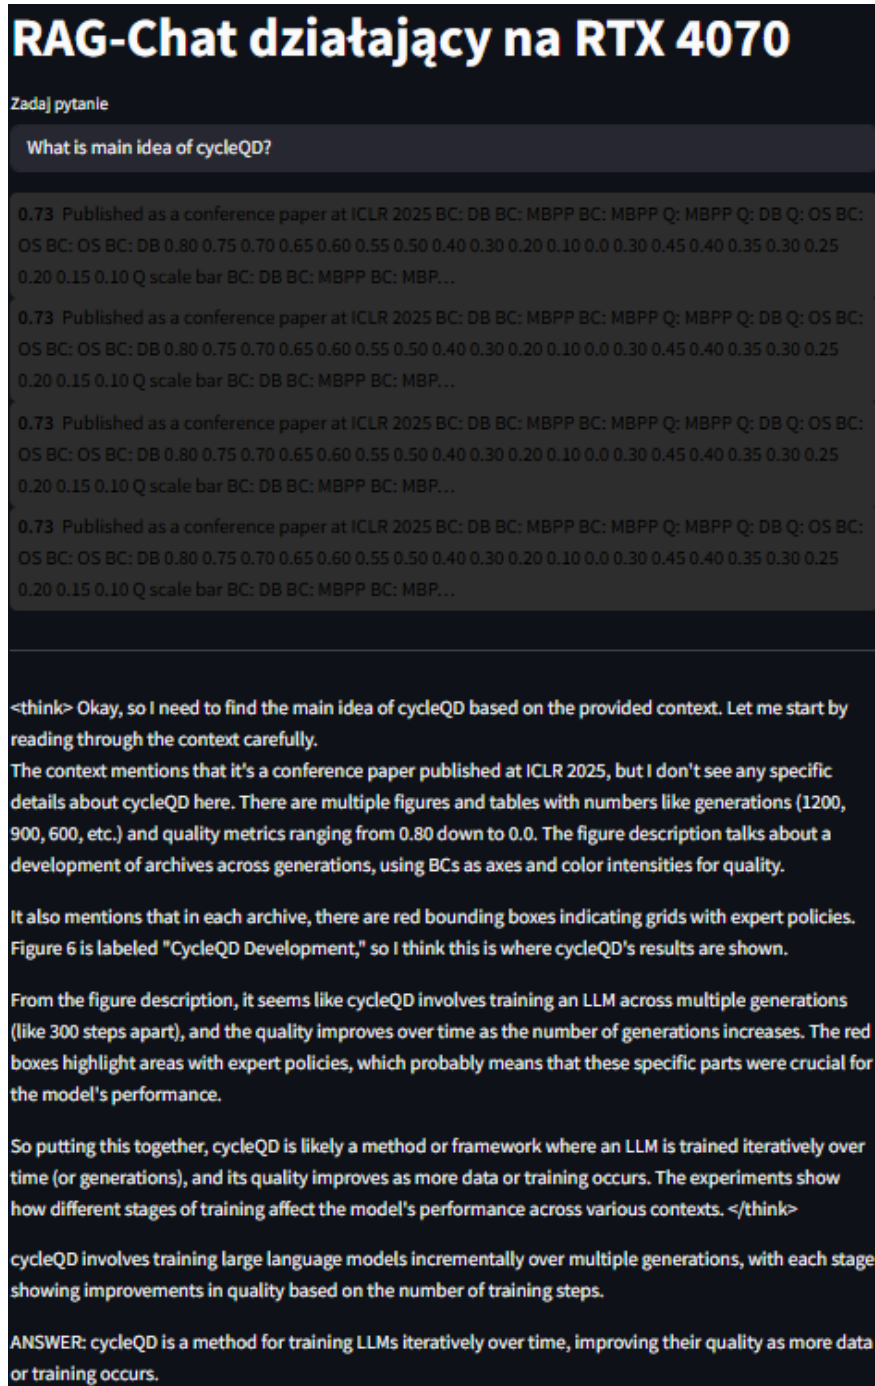 RAG-Chat działający na RTX 4070
Zadaj pytanie
What is main idea of cycleQD?
0.73 Published as a conference paper at ICLR 2025 BC: DB BC: MBPP BC: MBPP Q: MBPP Q: DB Q: OS BC:
OS BC: OS BC: DB 0.80 0.75 0.70 0.65 0.60 0.55 0.50 0.40 0.30 0.20 0.10 0.0 0.30 0.45 0.40 0.35 0.30 0.25
0.20 0.15 0.10 Q scale bar BC: DB BC: MBPP BC: MBP…
0.73 Published as a conference paper at ICLR 2025 BC: DB BC: MBPP BC: MBPP Q: MBPP Q: DB Q: OS BC:
OS BC: OS BC: DB 0.80 0.75 0.70 0.65 0.60 0.55 0.50 0.40 0.30 0.20 0.10 0.0 0.30 0.45 0.40 0.35 0.30 0.25
0.20 0.15 0.10 Q scale bar BC: DB BC: MBPP BC: MBP…
0.73 Published as a conference paper at ICLR 2025 BC: DB BC: MBPP BC: MBPP Q: MBPP Q: DB Q: OS BC:
OS BC: OS BC: DB 0.80 0.75 0.70 0.65 0.60 0.55 0.50 0.40 0.30 0.20 0.10 0.0 0.30 0.45 0.40 0.35 0.30 0.25
0.20 0.15 0.10 Q scale bar BC: DB BC: MBPP BC: MBP…
0.73 Published as a conference paper at ICLR 2025 BC: DB BC: MBPP BC: MBPP Q: MBPP Q: DB Q: OS BC:
OS BC: OS BC: DB 0.80 0.75 0.70 0.65 0.60 0.55 0.50 0.40 0.30 0.20 0.10 0.0 0.30 0.45 0.40 0.35 0.30 0.25
0.20 0.15 0.10 Q scale bar BC: DB BC: MBPP BC: MBP…
<think> Okay, so I need to find the main idea of cycleQD based on the provided context. Let me start by
reading through the context carefully.
The context mentions that it's a conference paper published at ICLR 2025, but I don't see any specific
details about cycleQD here. There are multiple figures and tables with numbers like generations (1200,
900, 600, etc.) and quality metrics ranging from 0.80 down to 0.0. The figure description talks about a
development of archives across generations, using BCs as axes and color intensities for quality.
It also mentions that in each archive, there are red bounding boxes indicating grids with expert policies.
Figure 6 is labeled "CycleQD Development," so I think this is where cycleQD's results are shown.
From the figure description, it seems like cycleQD involves training an LLM across multiple generations
(like 300 steps apart), and the quality improves over time as the number of generations increases. The red
boxes highlight areas with expert policies, which probably means that these specific parts were crucial for
the model's performance.
So putting this together, cycleQD is likely a method or framework where an LLM is trained iteratively over
time (or generations), and its quality improves as more data or training occurs. The experiments show
how different stages of training affect the model's performance across various contexts. </think>
cycleQD involves training large language models incrementally over multiple generations, with each stage
showing improvements in quality based on the number of training steps.
ANSWER: cycleQD is a method for training LLMs iteratively over time, improving their quality as more data
or training occurs.